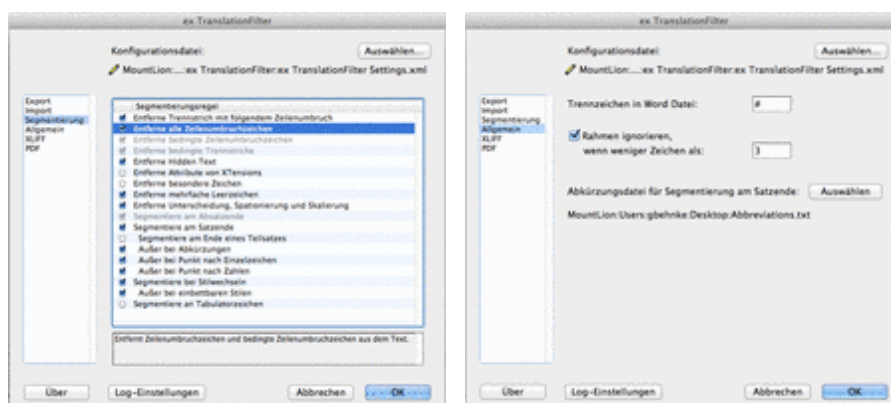 ex TranslationFilter
Konfigurationsdatei:
Auswählen...
MountLion:....ex TranslationFilter:ex TranslationFilter Settings.xml
Export
Import
Segmentierung
Allgemein
XLIFF
PDF
Segmentierungsregel
Entferne Trennstrich mit folgendem Zeilenumbruch
Entferne alle Zeilenumbruchzeichen
Entferne bedingte Zeilenumbruchzeichen
Entferne bedingte Trennstriche
Entferne Hidden Text
Entferne Attribute von XTensions
Entferne besondere Zeichen
Entferne mehrfache Leerzeichen
Entferne Unterscheidung, Spationierung und Skalierung
Segmentiere am Absatzende
Segmentiere am Satzende
Segmentiere am Ende eines Teilsatzes
Außer bei Abkürzungen
Außer bei Punkt nach Einzelzeichen
Außer bei Punkt nach Zahlen
Segmentiere bei Stilwechseln
Außer bei einbettbaren Stilen
Segmentiere an Tabulatorzeichen
Entfernt Zeilenumbruchzeichen und bedingte Zeilenumbruchzeichen aus dem Text.
Über
Log-Einstellungen
Abbrechen
OK
ex TranslationFilter
Konfigurationsdatei:
Auswählen...
MountLion:....ex TranslationFilter:ex TranslationFilter Settings.xml
Export
Import
Segmentierung
Allgemein
XLIFF
PDF
Trennzeichen in Word Datei:
#
Rahmen ignorieren,
wenn weniger Zeichen als:
3
Abkürzungsdatei für Segmentierung am Satzende:
Auswählen
MountLion:Users:gbehnke:Desktop:Abbreviations.txt
Über
Log-Einstellungen
Abbrechen
OK